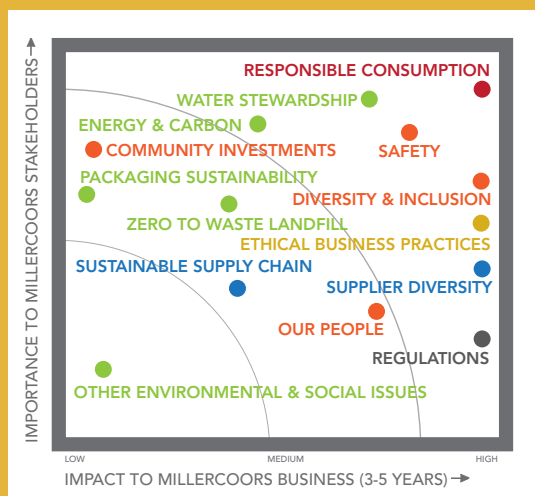 IMPORTANCE TO MILLERCOORS STAKEHOLDERS
RESPONSIBLE CONSUMPTION
WATER STEWARDSHIP
ENERGY & CARBON
COMMUNITY INVESTMENTS
SAFETY
PACKAGING SUSTAINABILITY
DIVERSITY & INCLUSION
ZERO TO WASTE LANDFILL
ETHICAL BUSINESS PRACTICES
SUSTAINABLE SUPPLY CHAIN
SUPPLIER DIVERSITY
OUR PEOPLE
REGULATIONS
OTHER ENVIRONMENTAL & SOCIAL ISSUES
LOW MEDIUM HIGH
IMPACT TO MILLERCOORS BUSINESS (3-5 YEARS)